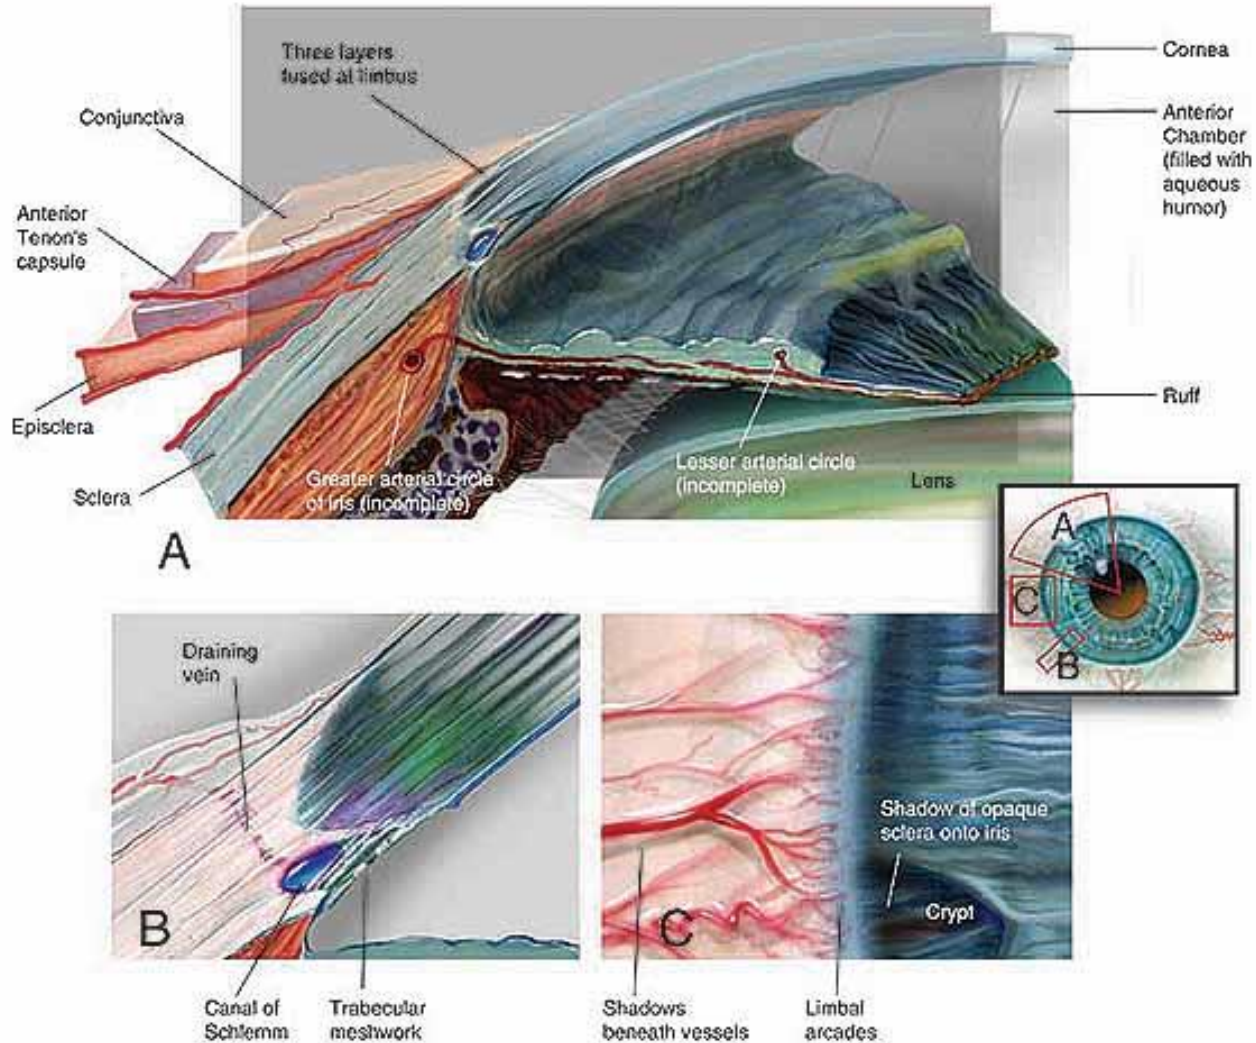 Three layers
fused at limbus
Conjunctiva
Anterior
Tenon's
capsule
Episclera
Sclera
Cornea
Anterior
Chamber
(filled with
aqueous
humor)
Ruff
Greater arterial circle
of iris (incomplete)
Lesser arterial circle
(incomplete)
Lens
A
A
C
B
Draining
vein
B
Canal of
Schlemm
Trabecular
meshwork
Shadow of opaque
sclera onto iris
Crypt
C
Shadows
beneath vessels
Limbal
arcades